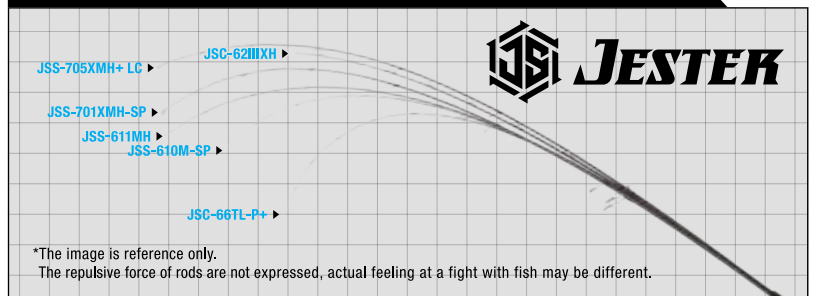 JSC-62ⅢXH
JSS-705XMH+ LC
JSS-701XMH-SP
JSS-611MH
JSS-610M-SP
JSC-66TL-P+
JS JESTER
*The image is reference only.
The repulsive force of rods are not expressed, actual feeling at a fight with fish may be different.